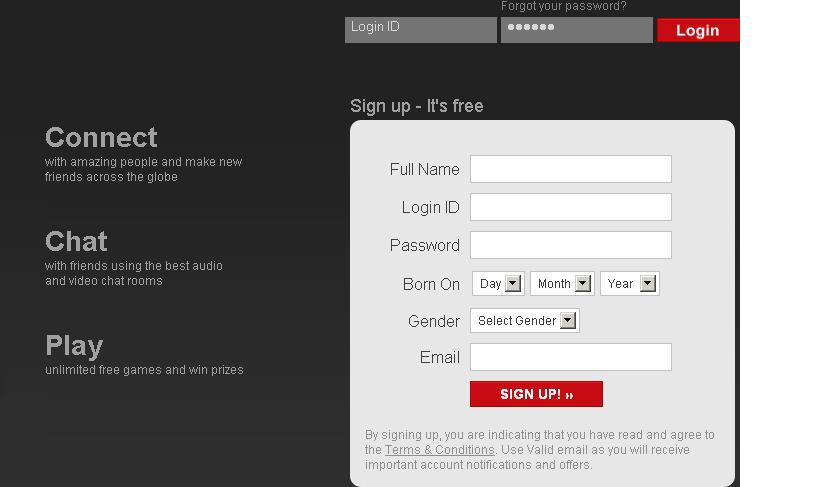 Forgot your password?
Login ID
••••••
Login
Connect
with amazing people and make new
friends across the globe
Chat
with friends using the best audio
and video chat rooms
Play
unlimited free games and win prizes
Sign up - It's free
Full Name
Login ID
Password
Born On Day Month Year
Gender Select Gender
Email
SIGN UP! »
By signing up, you are indicating that you have read and agree to
the Terms & Conditions. Use Valid email as you will receive
important account notifications and offers.